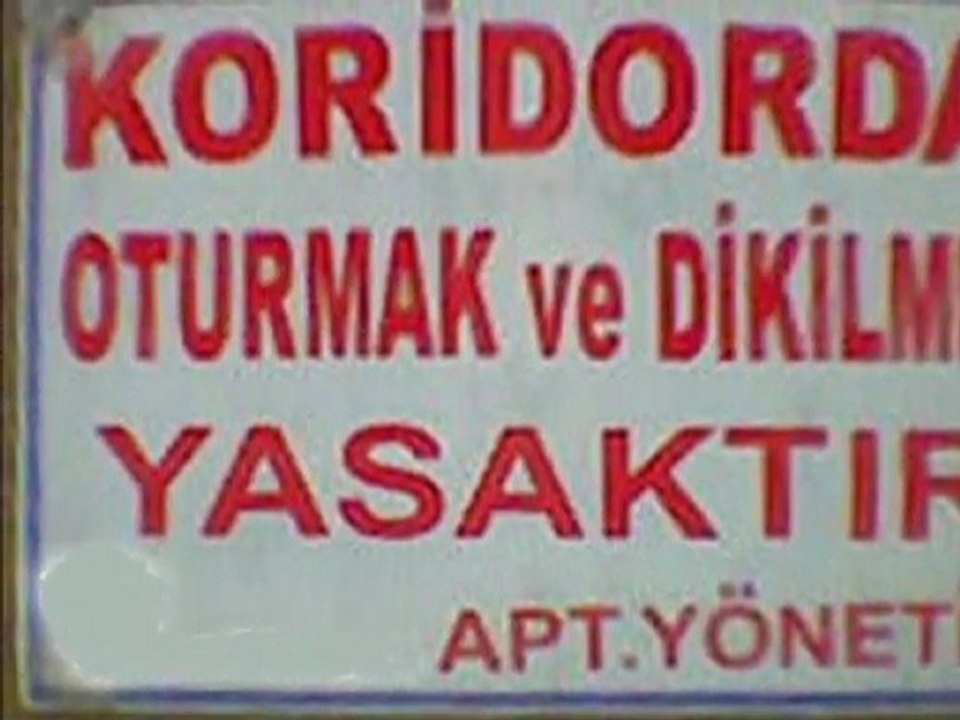 KORİDORDA
OTURMAK ve DİKİLM
YASAKTIR
APT.YÖNET